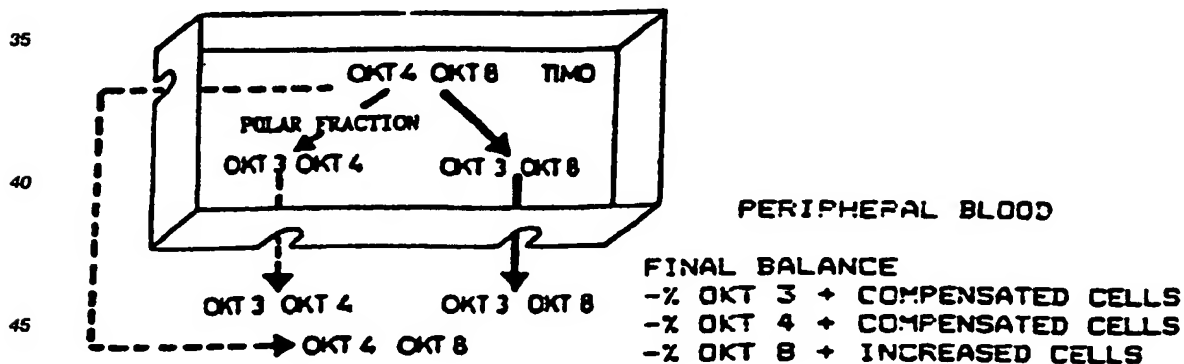 35
OKT 4 OKT 8 TIMO
POLAR FRACTION
OKT 3 OKT 4 OKT 3 OKT 8
40
PERIPHEPAL BLOOD
FINAL BALANCE
-% OKT 3 + COMPENSATED CELLS
OKT 3 OKT 4 OKT 3 OKT 8
-% OKT 4 + COMPENSATED CELLS
45
OKT 4 OKT 8
-% OKT 8 + INCREASED CELLS